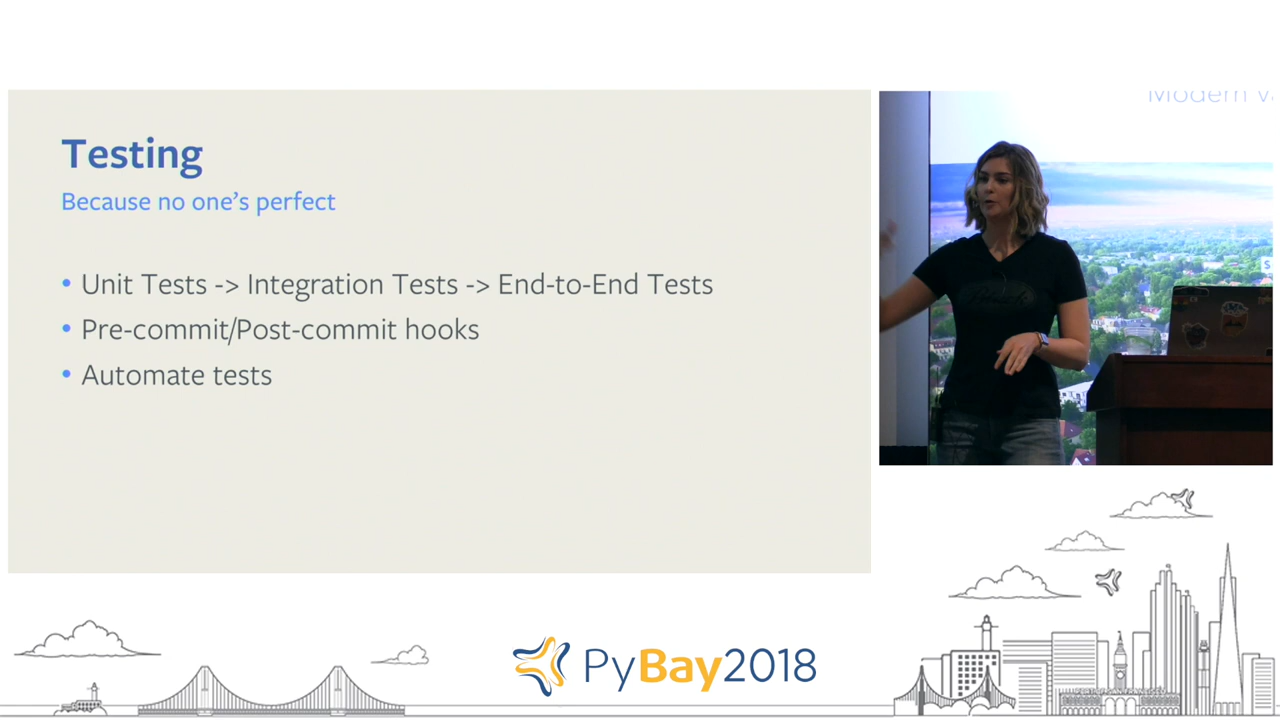 Modern
Testing
Because no one's perfect
• Unit Tests -> Integration Tests -> End-to-End Tests
• Pre-commit/Post-commit hooks
• Automate tests
PyBay2018